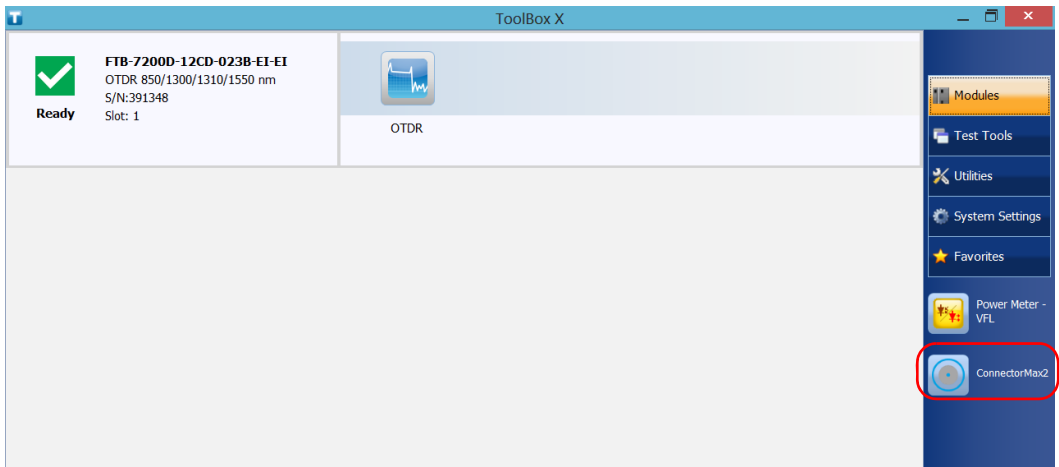 ToolBox X
Ready
FTB-7200D-12CD-023B-EI-EI
OTDR 850/1300/1310/1550 nm
S/N:391348
Slot: 1
OTDR
Modules
Test Tools
Utilities
System Settings
Favorites
Power Meter -
VFL
ConnectorMax2